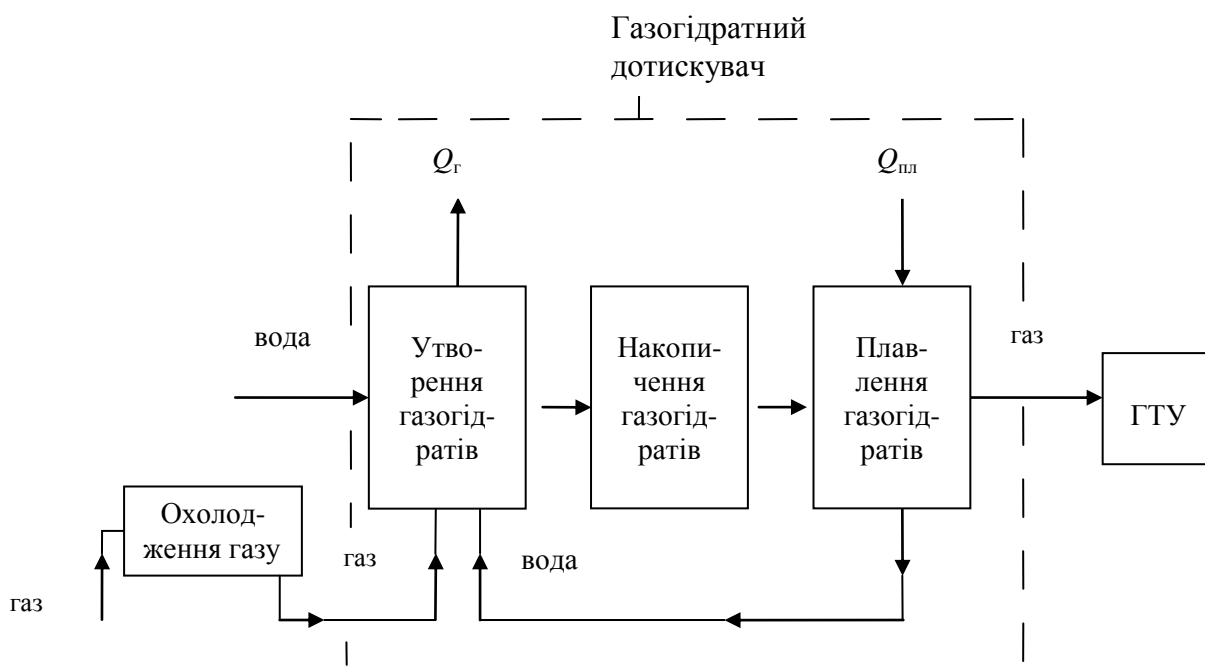 Газогідратний
дотискувач
Qг
Qпл
вода
Утво-
рення
газогід-
ратів
Накопи-
чення
газогід-
ратів
Плав-
лення
газогід-
ратів
газ
ГТУ
Охолод-
ження газу
газ
вода
газ